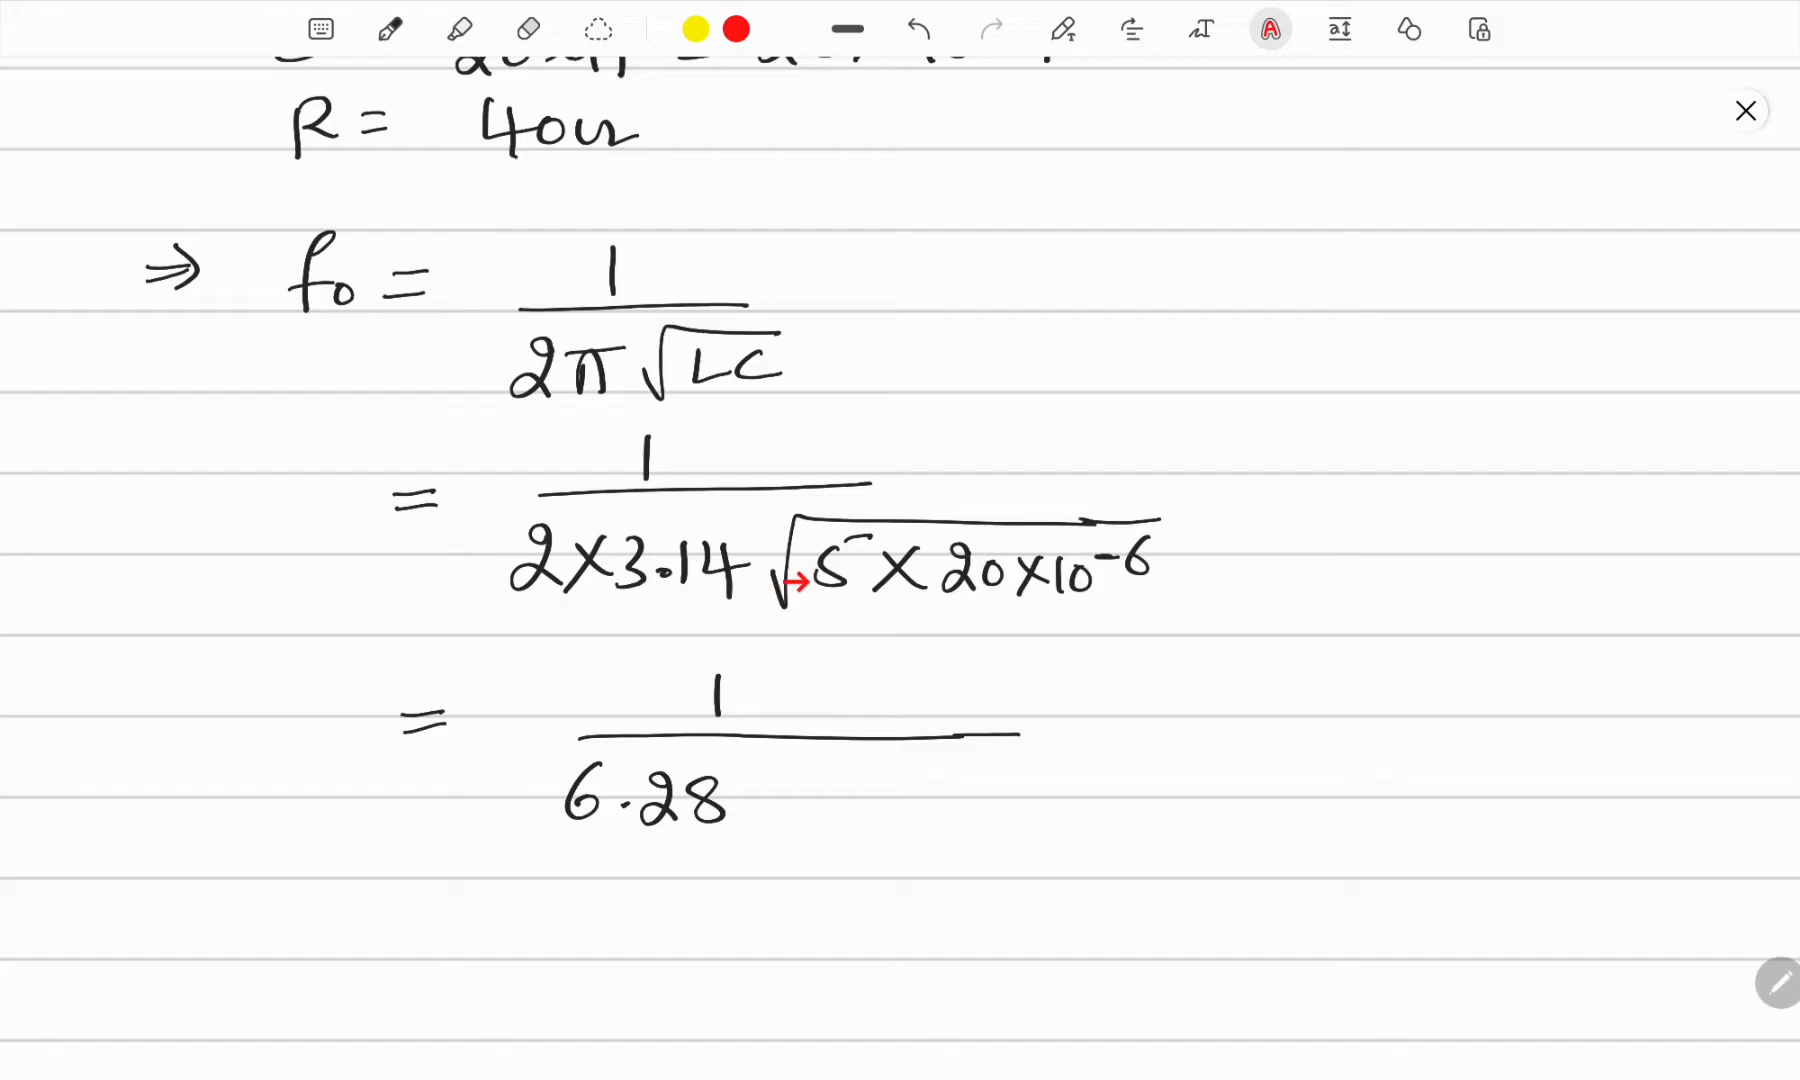 R = 40Ω
⇒ f₀ = 1 / 2π√LC
= 1 / 2×3.14 √5×20×10⁻⁶
= 1 / 6.28